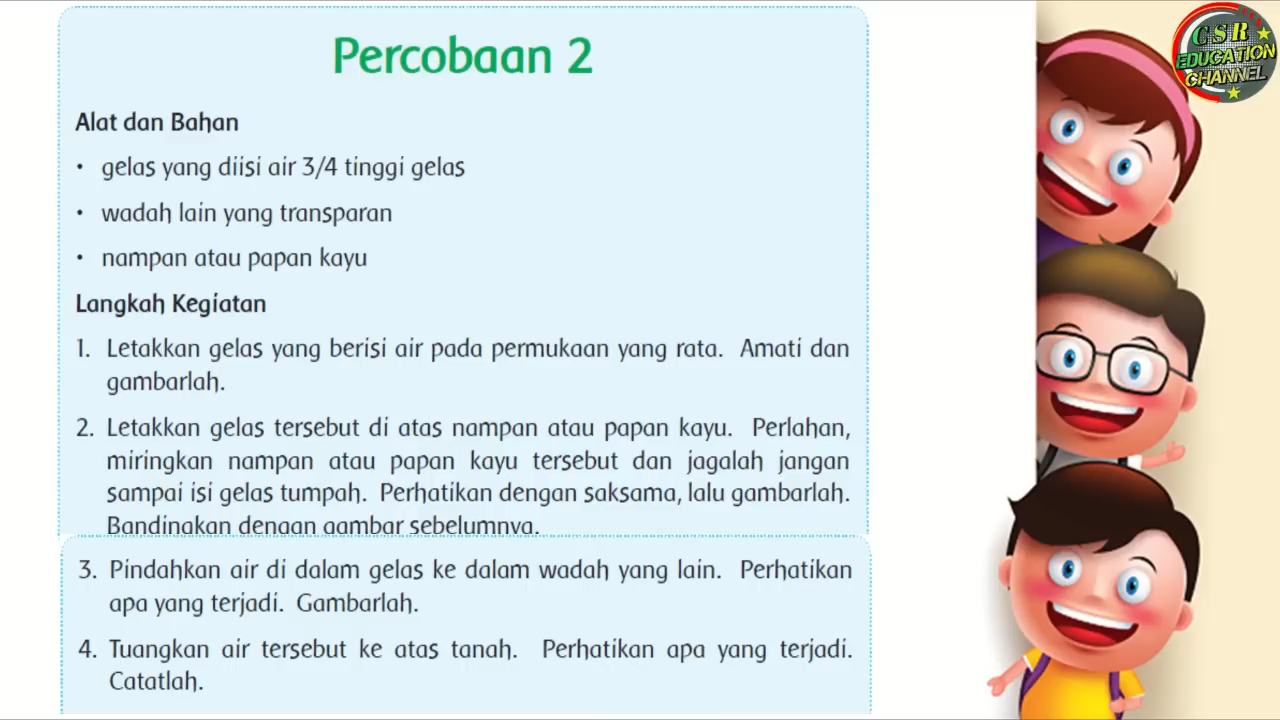 Percobaan 2
Alat dan Bahan
• gelas yang diisi air 3/4 tinggi gelas
• wadah lain yang transparan
• nampan atau papan kayu
Langkah Kegiatan
1. Letakkan gelas yang berisi air pada permukaan yang rata. Amati dan
gambarlah.
2. Letakkan gelas tersebut di atas nampan atau papan kayu. Perlahan,
miringkan nampan atau papan kayu tersebut dan jagalah jangan
sampai isi gelas tumpah. Perhatikan dengan saksama, lalu gambarlah.
Bandingkan dengan gambar sebelumnya.
3. Pindahkan air di dalam gelas ke dalam wadah yang lain. Perhatikan
apa yang terjadi. Gambarlah.
4. Tuangkan air tersebut ke atas tanah. Perhatikan apa yang terjadi.
Catatlah.
CSR
EDUCATION
CHANNEL